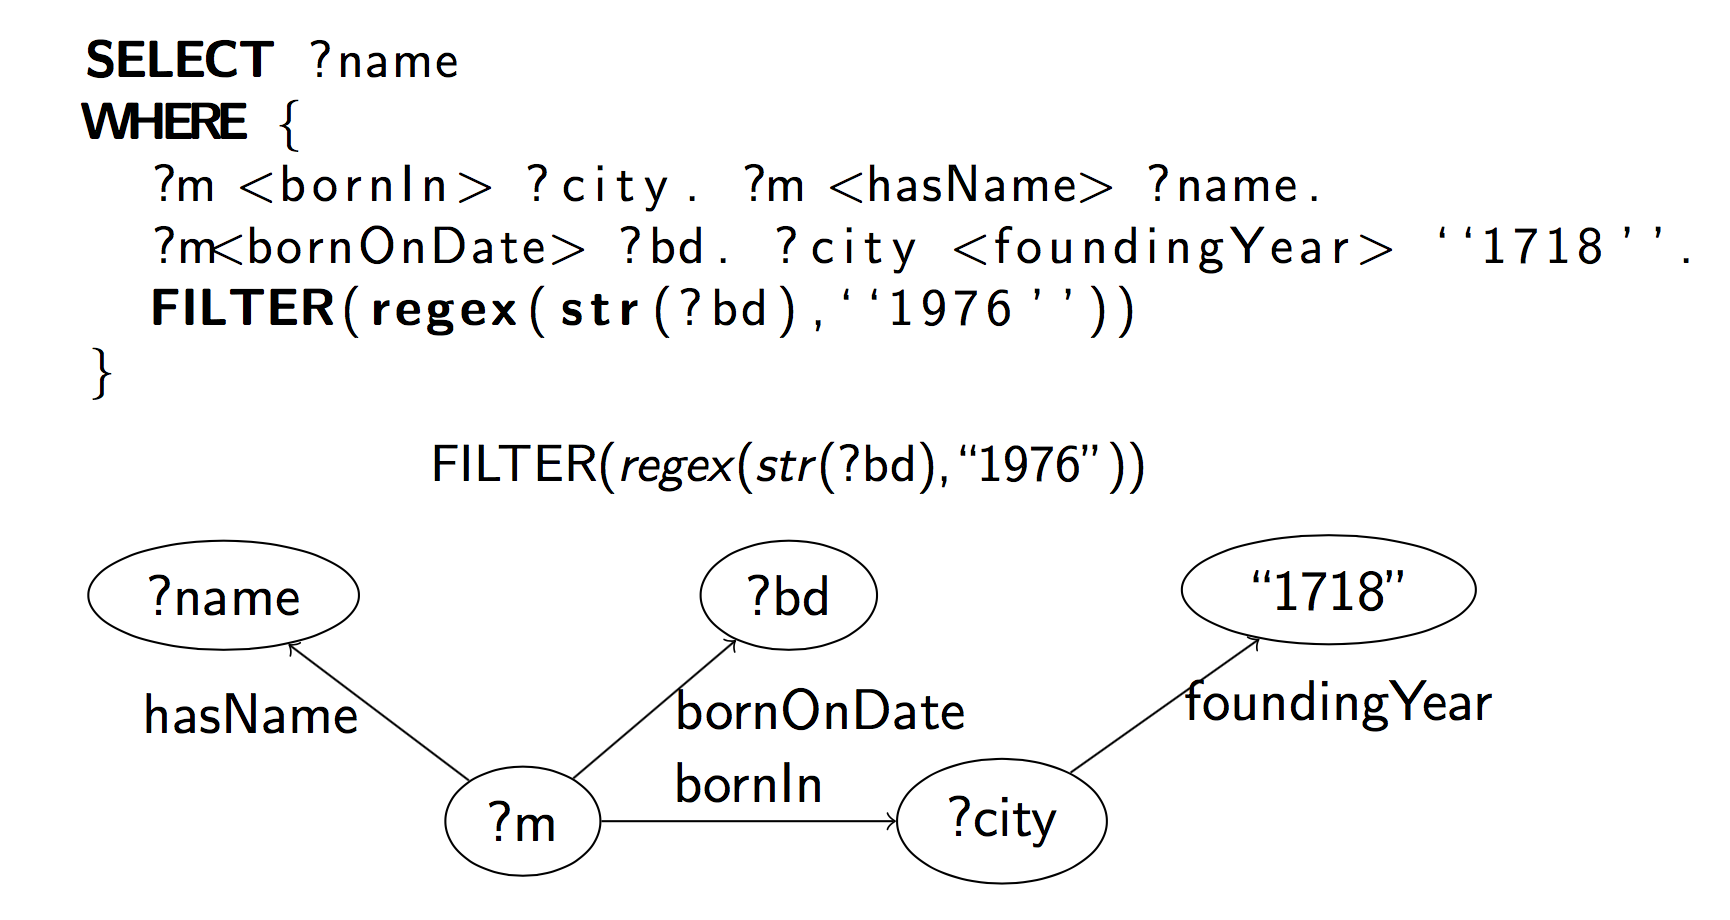 SELECT ?name
WHERE {
?m <bornIn> ?city. ?m <hasName> ?name.
?m<bornOnDate> ?bd. ?city <foundingYear> ‘‘1718’’.
FILTER(regex(str(?bd),‘‘1976’’))
}
FILTER(regex(str(?bd),“1976”))
?name ?bd “1718”
hasName bornOnDate foundingYear
bornIn
?m ?city